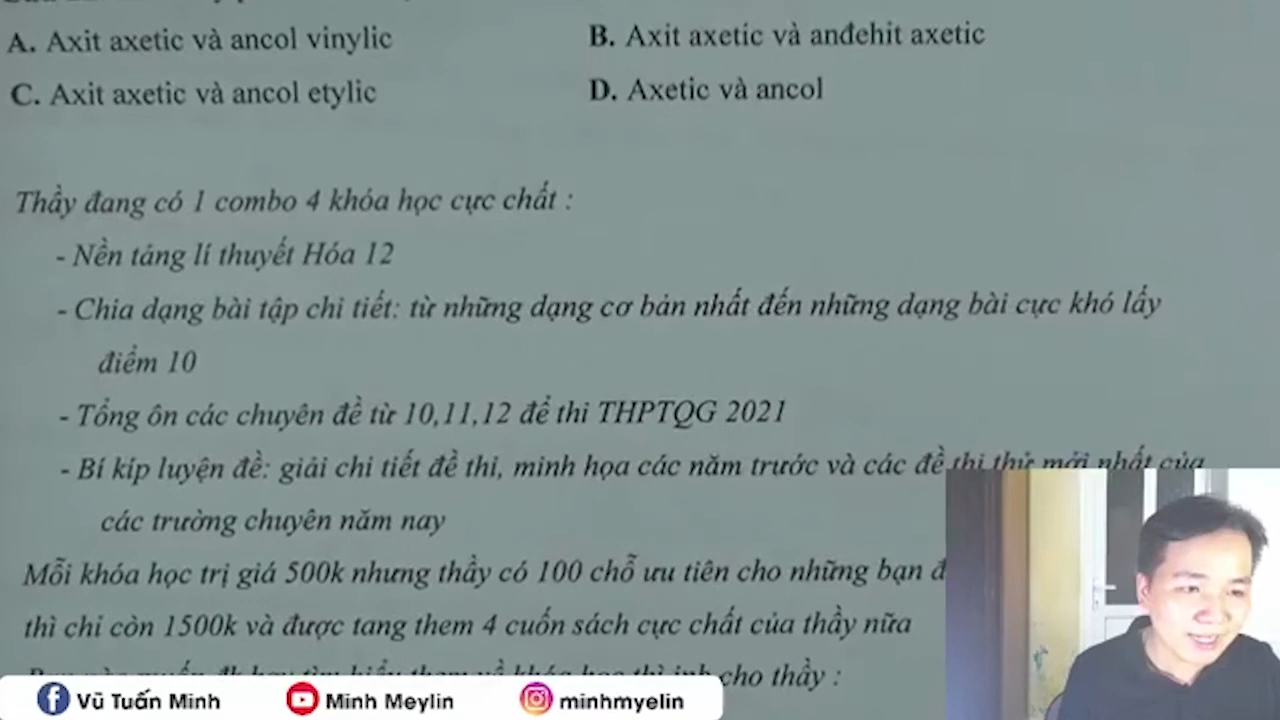 A. Axit axetic và ancol vinylic
B. Axit axetic và anđehit axetic
C. Axit axetic và ancol etylic
D. Axetic và ancol
Thầy đang có 1 combo 4 khóa học cực chất :
- Nền tảng lí thuyết Hóa 12
- Chia dạng bài tập chi tiết: từ những dạng cơ bản nhất đến những dạng bài cực khó lấy
điểm 10
- Tổng ôn các chuyên đề từ 10,11,12 để thi THPTQG 2021
- Bí kíp luyện đề: giải chi tiết đề thi, minh họa các năm trước và các đề thi thử mới nhất của
các trường chuyên năm nay
Mỗi khóa học trị giá 500k nhưng thầy có 100 chỗ ưu tiên cho những bạn
thì chỉ còn 1500k và được tang them 4 cuốn sách cực chất của thầy nữa
cho thầy :
Vũ Tuấn Minh
Minh Meylin
minhmyelin